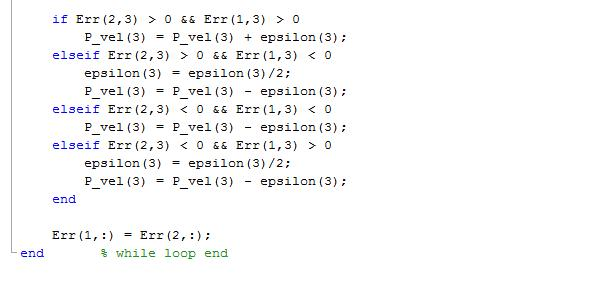 if Err(2,3) > 0 && Err(1,3) > 0
P_vel(3) = P_vel(3) + epsilon(3);
elseif Err(2,3) > 0 && Err(1,3) < 0
epsilon(3) = epsilon(3)/2;
P_vel(3) = P_vel(3) - epsilon(3);
elseif Err(2,3) < 0 && Err(1,3) < 0
P_vel(3) = P_vel(3) - epsilon(3);
elseif Err(2,3) < 0 && Err(1,3) > 0
epsilon(3) = epsilon(3)/2;
P_vel(3) = P_vel(3) - epsilon(3);
end
Err(1,:) = Err(2,:);
end % while loop end